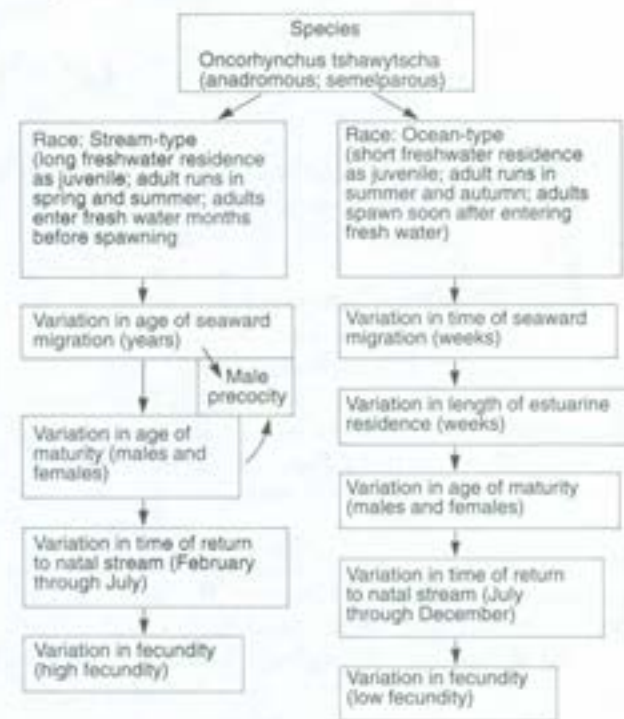 Species
Oncorhynchus tshawytscha
(anadromous; semelparous)
Race: Stream-type
(long freshwater residence
as juvenile; adult runs in
spring and summer; adults
enter fresh water months
before spawning
Variation in age of seaward
migration (years)
Male
precocity
Variation in age of
maturity (males and
females)
Variation in time of return
to natal stream (February
through July)
Variation in fecundity
(high fecundity)
Race: Ocean-type
(short freshwater residence
as juvenile; adult runs in
summer and autumn; adults
spawn soon after entering
fresh water)
Variation in time of seaward
migration (weeks)
Variation in length of estuarine
residence (weeks)
Variation in age of maturity
(males and females)
Variation in time of return
to natal stream (July
through December)
Variation in fecundity
(low fecundity)